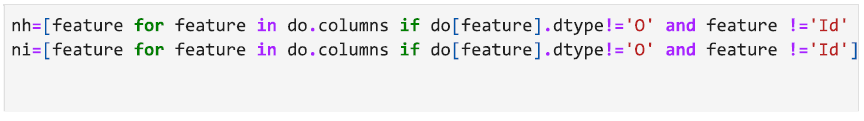 nh=[feature for feature in do.columns if do[feature].dtype!='O' and feature !='Id'
ni=[feature for feature in do.columns if do[feature].dtype!='O' and feature !='Id']